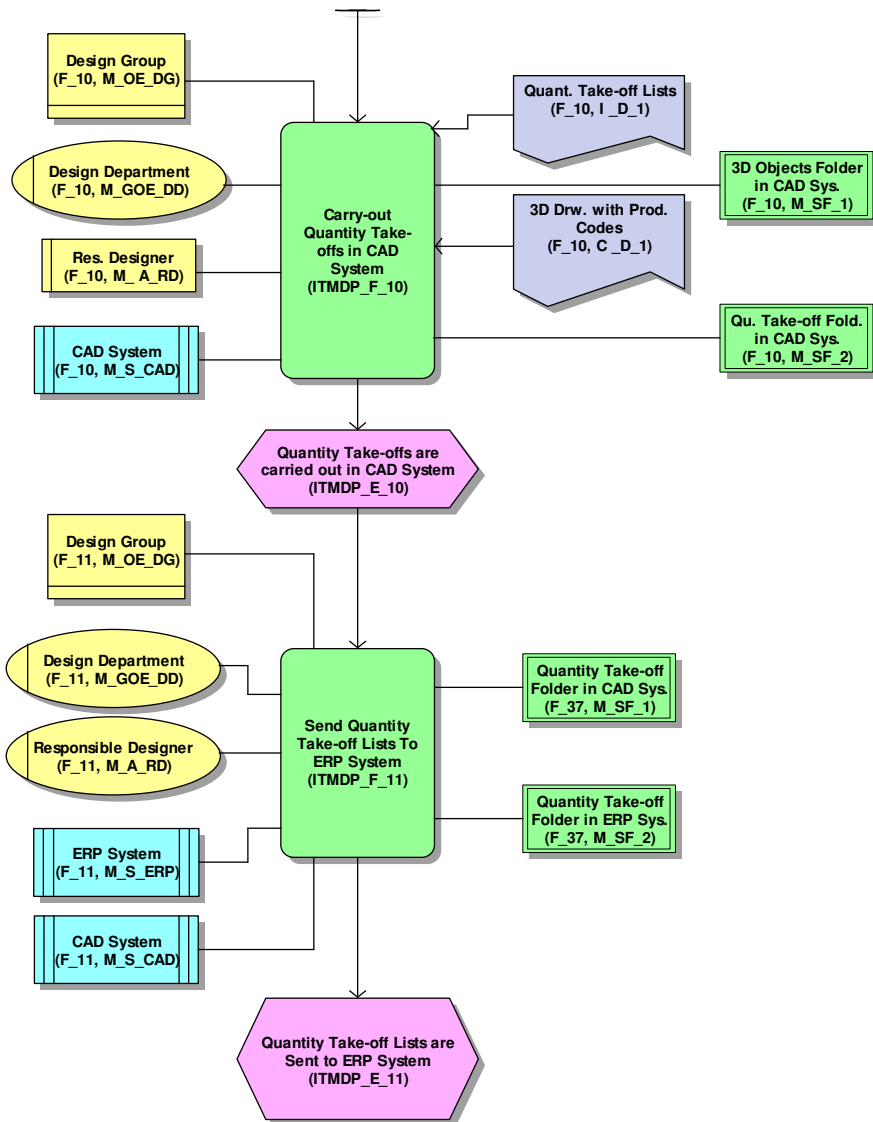 Design Group
(F_10, M_OE_DG)
Quant. Take-off Lists
(F_10, I _D_1)
Design Department
(F_10, M_GOE_DD)
3D Objects Folder
in CAD Sys.
(F_10, M_SF_1)
Carry-out
Quantity Take-
offs in CAD
System
(ITMDP_F_10)
3D Drw. with Prod.
Codes
(F_10, C _D_1)
Res. Designer
(F_10, M_ A_RD)
CAD System
(F_10, M_S_CAD)
Qu. Take-off Fold.
in CAD Sys.
(F_10, M_SF_2)
Quantity Take-offs are
carried out in CAD System
(ITMDP_E_10)
Design Group
(F_11, M_OE_DG)
Design Department
(F_11, M_GOE_DD)
Quantity Take-off
Folder in CAD Sys.
(F_37, M_SF_1)
Send Quantity
Take-off Lists To
ERP System
(ITMDP_F_11)
Responsible Designer
(F_11, M_A_RD)
Quantity Take-off
Folder in ERP Sys.
(F_37, M_SF_2)
ERP System
(F_11, M_S_ERP)
CAD System
(F_11, M_S_CAD)
Quantity Take-off Lists are
Sent to ERP System
(ITMDP_E_11)